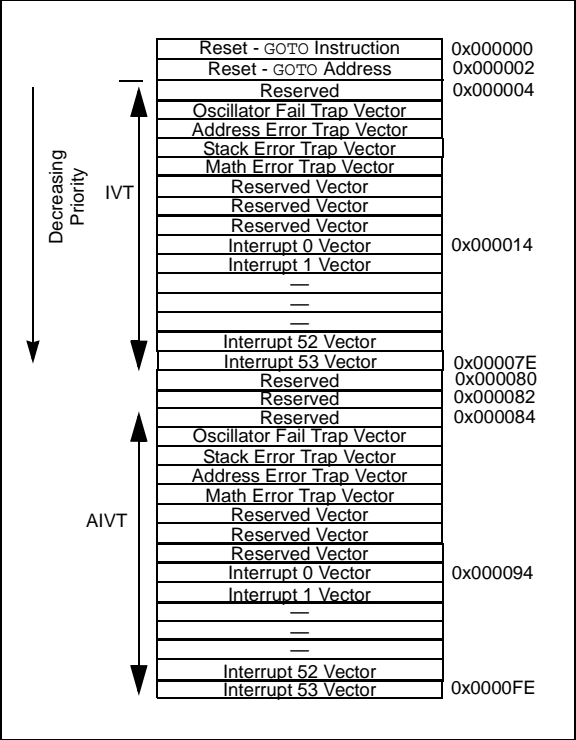 Reset - GOTO Instruction 0x000000
Reset - GOTO Address 0x000002
Reserved 0x000004
Oscillator Fail Trap Vector
Address Error Trap Vector
Stack Error Trap Vector
Math Error Trap Vector
Reserved Vector
Reserved Vector
Reserved Vector
Interrupt 0 Vector 0x000014
Interrupt 1 Vector
—
—
—
Interrupt 52 Vector
Interrupt 53 Vector 0x00007E
Decreasing
Priority
IVT
Reserved 0x000080
Reserved 0x000082
Reserved 0x000084
Oscillator Fail Trap Vector
Stack Error Trap Vector
Address Error Trap Vector
Math Error Trap Vector
Reserved Vector
Reserved Vector
Reserved Vector
Interrupt 0 Vector 0x000094
Interrupt 1 Vector
—
—
—
Interrupt 52 Vector
Interrupt 53 Vector 0x0000FE
AIVT